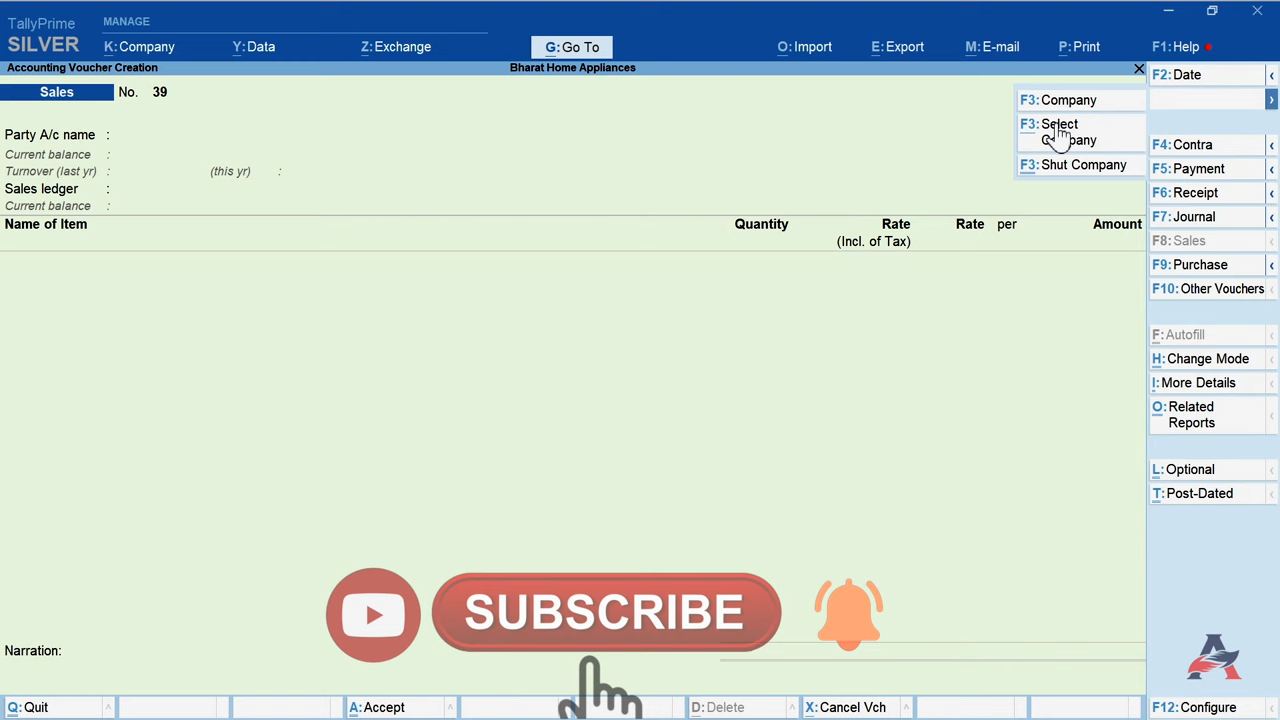 TallyPrime
SILVER
MANAGE
K:Company
Y:Data
Z:Exchange
G:Go To
O:Import
E:Export
M:E-mail
P:Print
F1:Help
Accounting Voucher Creation
Bharat Home Appliances
F2:Date
Sales
No. 39
F3:Company
F3:Select
Company
F3:Shut Company
Party A/c name :
Current balance :
Turnover (last yr) :
(this yr) :
Sales ledger :
Current balance :
F4:Contra
F5:Payment
F6:Receipt
F7:Journal
F8:Sales
F9:Purchase
F10:Other Vouchers
Name of Item
Quantity
Rate
Rate per
Amount
(Incl. of Tax)
F:Autofill
H:Change Mode
I:More Details
O:Related
Reports
L:Optional
T:Post-Dated
SUBSCRIBE
Narration:
Q:Quit
A:Accept
D:Delete
X:Cancel Vch
F12:Configure